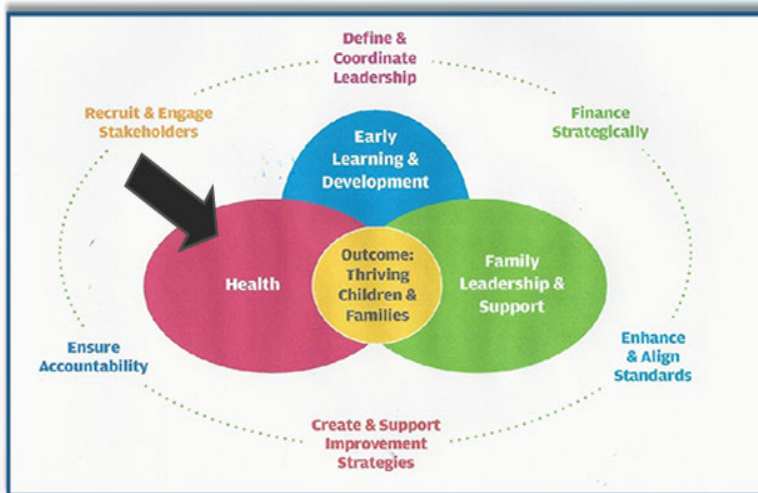 Define &
Coordinate
Leadership
Recruit & Engage
Stakeholders
Finance
Strategically
Early
Learning &
Development
Health
Outcome:
Thriving
Children &
Families
Family
Leadership &
Support
Ensure
Accountability
Enhance
& Align
Standards
Create & Support
Improvement
Strategies